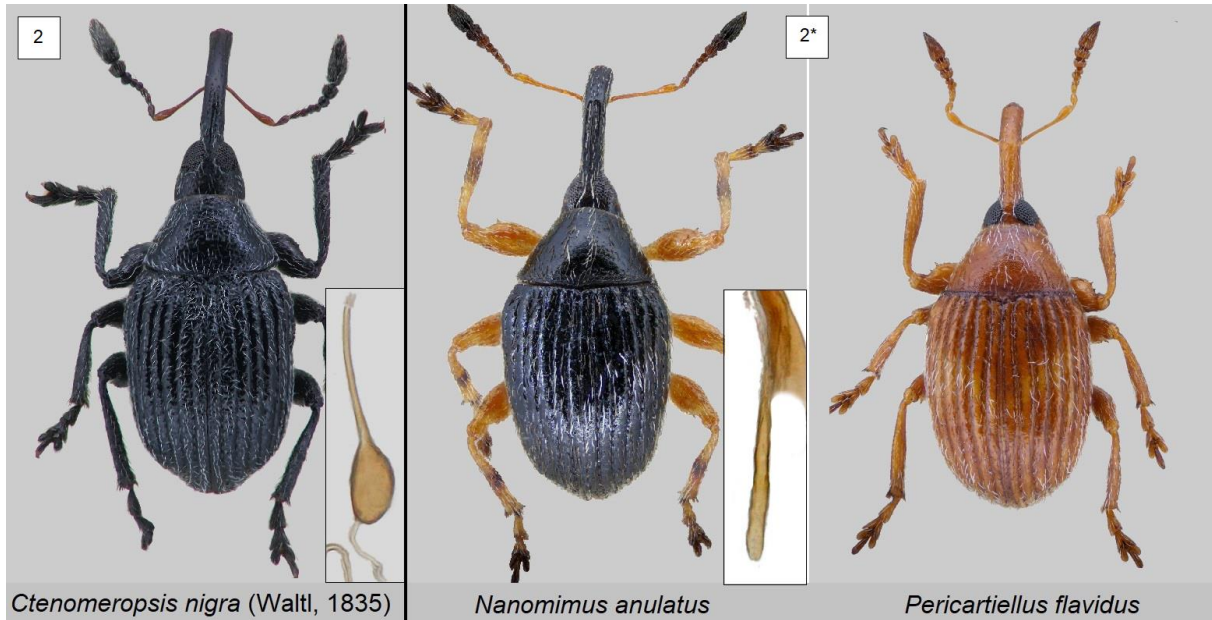 2
2*
Ctenomeropsis nigra (Waltl, 1835)
Nanomimus anulatus
Pericartiellus flavidus